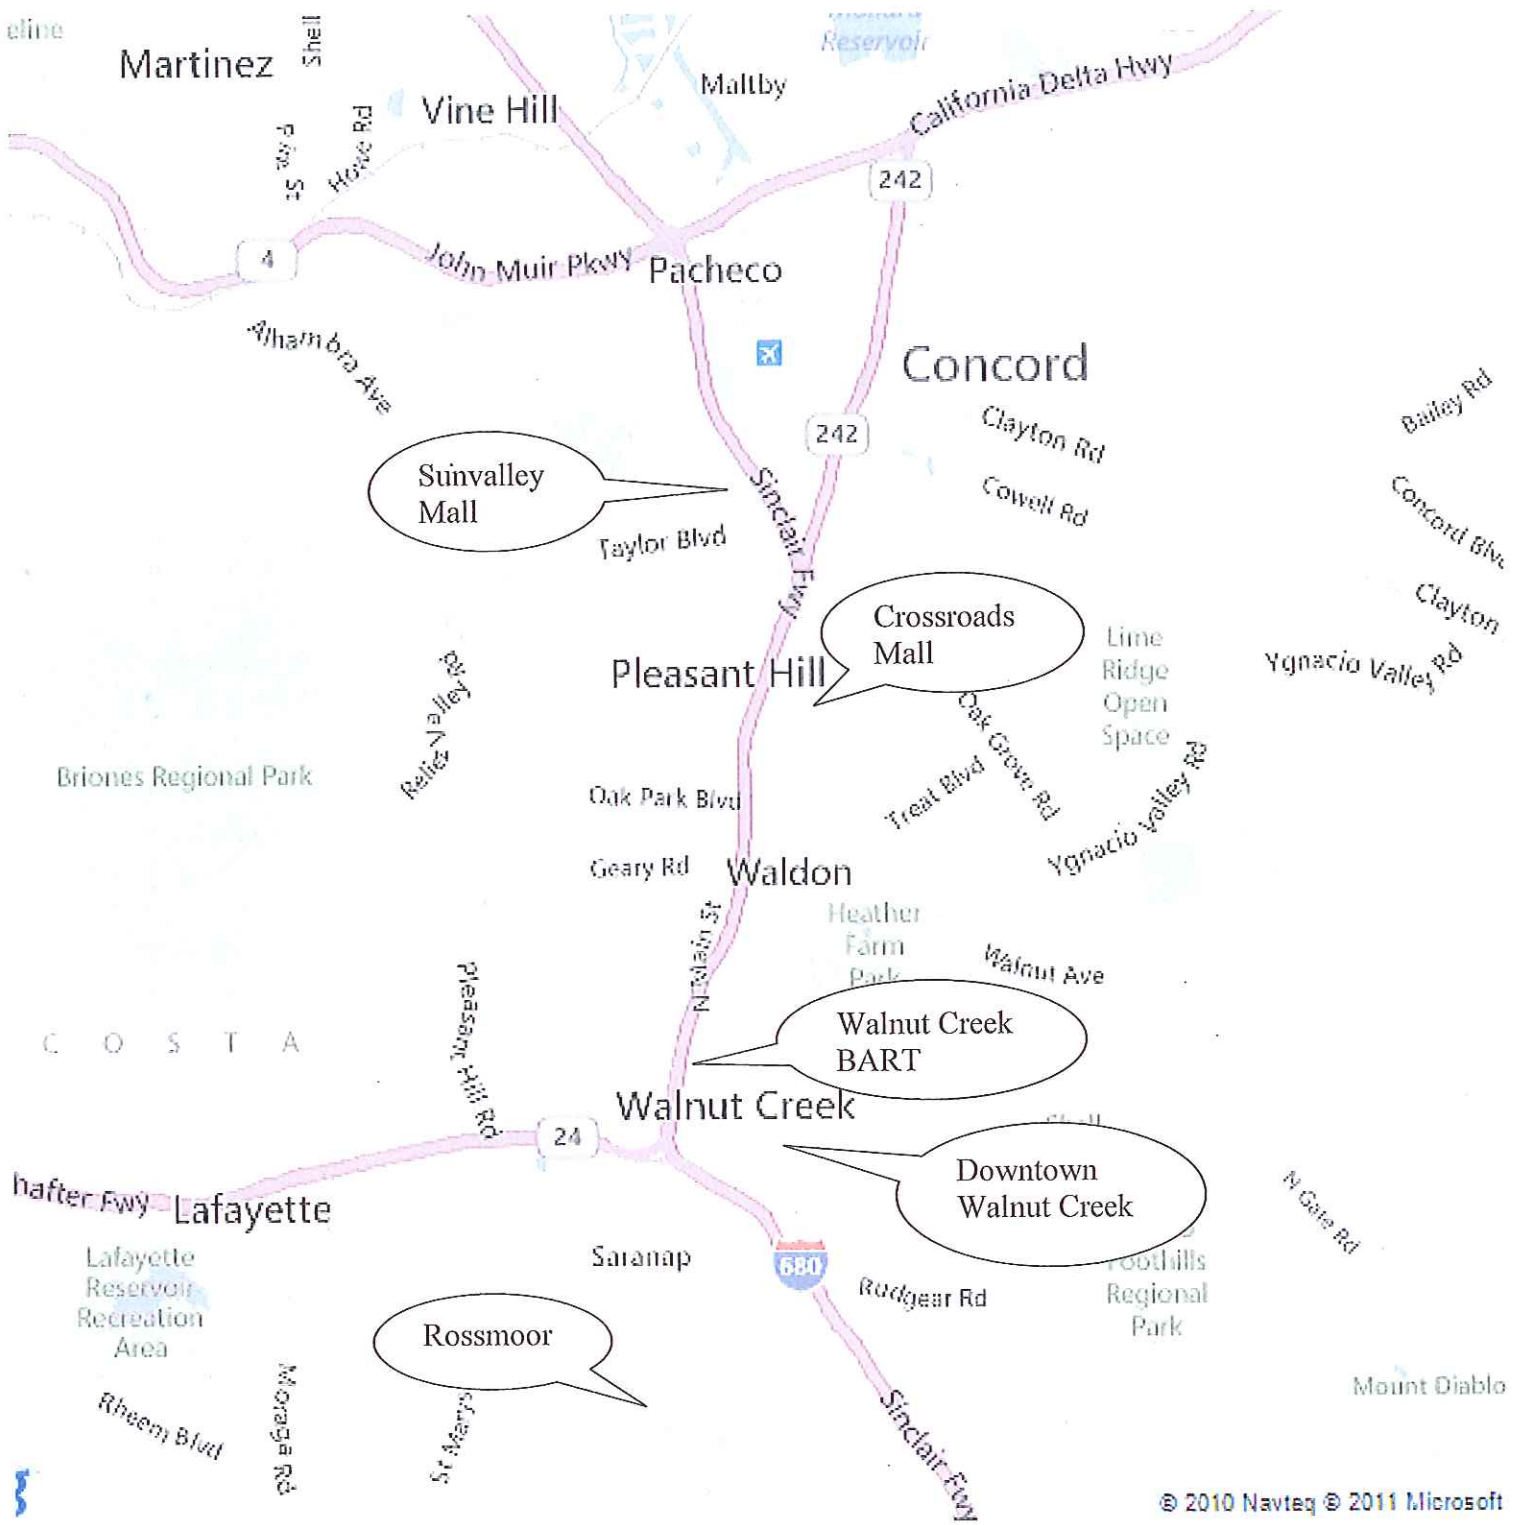 eline
Shell
Reservoir
Martinez
Maltby
California Delta Hwy
Vine Hill
Howe Rd
Pine St
242
4
John Muir Pkwy
Pacheco
Alhambra Ave
Concord
Bailey Rd
242
Clayton Rd
Sunvalley
Mall
Sinclair Fwy
Cowell Rd
Concord Blv
Taylor Blvd
Clayton
Crossroads
Mall
Lime
Ridge
Open
Space
Ygnacio Valley Rd
Pleasant Hill
Reliez Valley Rd
Oak Grove Rd
Briones Regional Park
Oak Park Blvd
Treat Blvd
Ygnacio Valley Rd
Geary Rd
Waldon
N Main St
Heather
Farm
Park
Walnut Ave
Pleasant Hill Rd
COSTA
Walnut Creek
BART
Walnut Creek
24
Downtown
Walnut Creek
hafter Fwy
Lafayette
N Gate Rd
Lafayette
Reservoir
Recreation
Area
Saranap
680
Rudgear Rd
Foothills
Regional
Park
Rossmoor
Mount Diablo
Rheem Blvd
Moraga Rd
St Marys
Sinclair Fwy
© 2010 Navteq © 2011 Microsoft